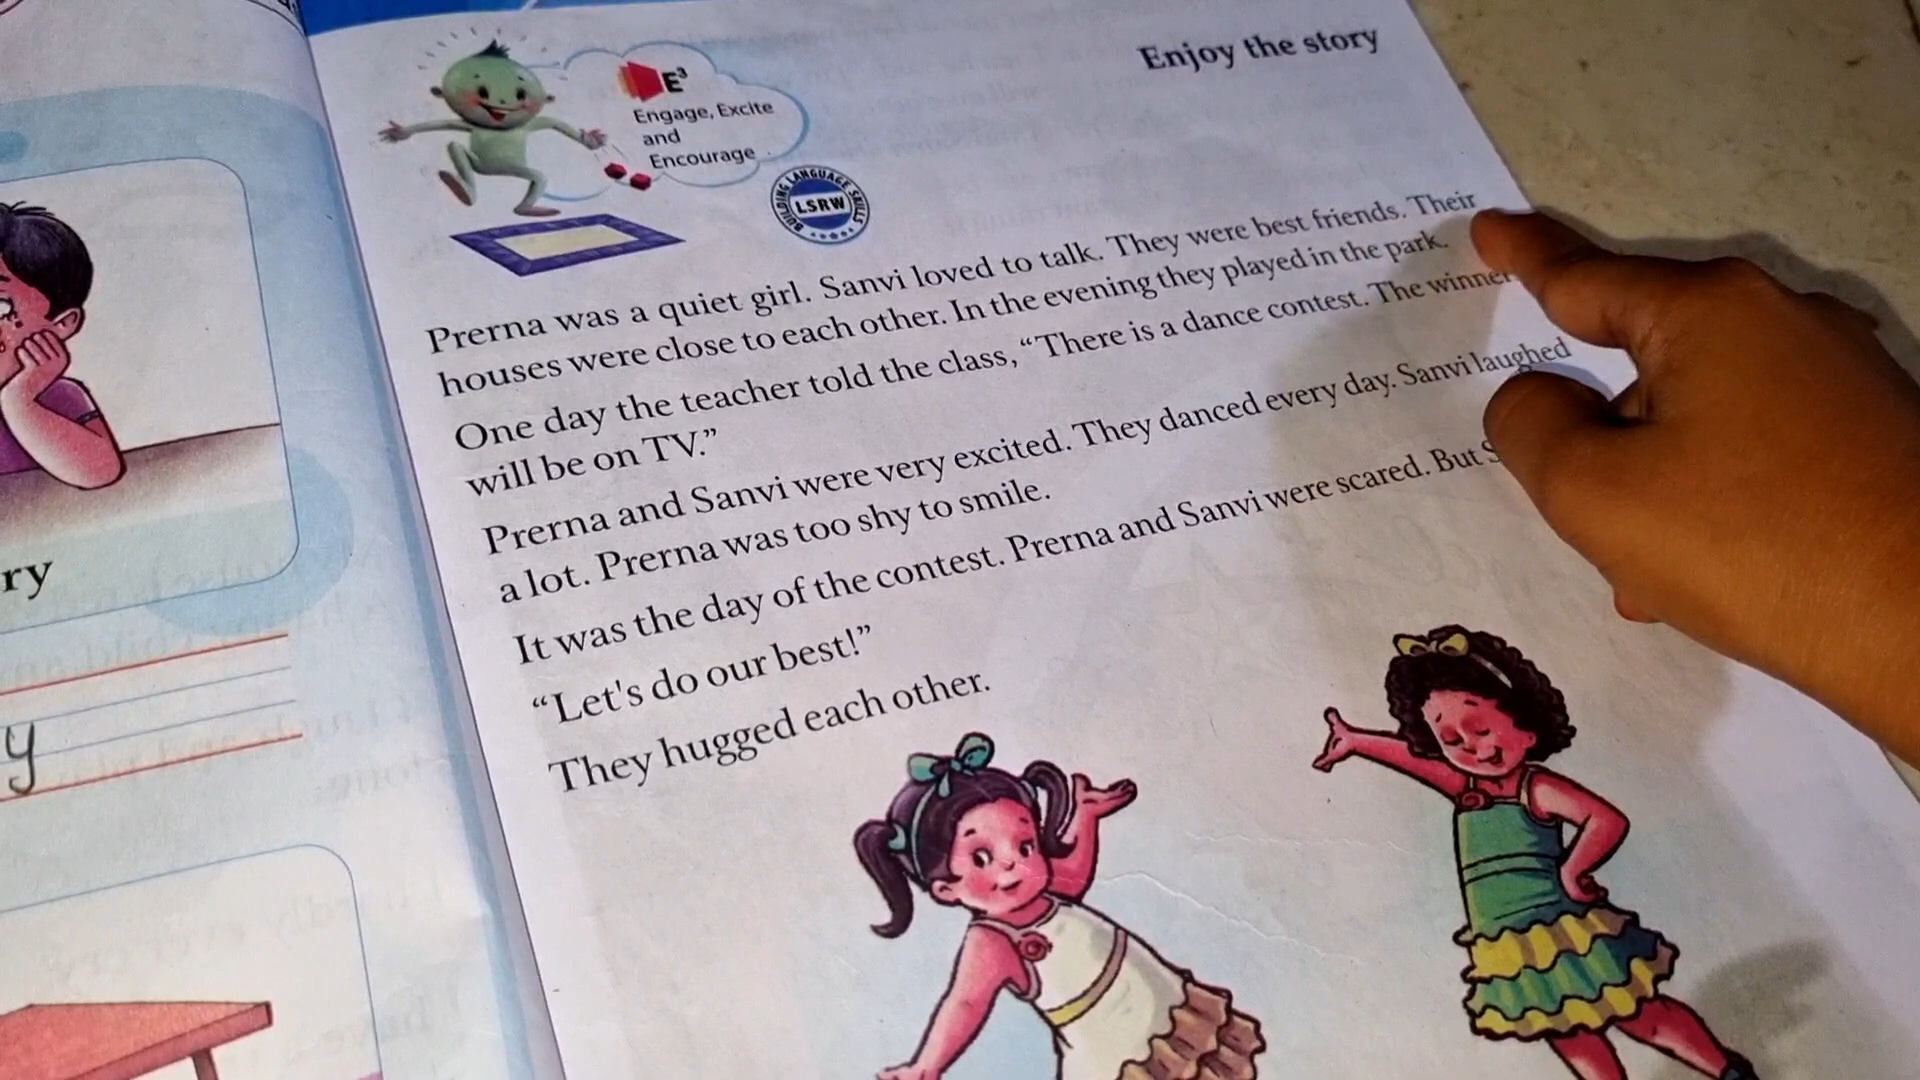 Enjoy the story
E³
Engage, Excite
and
Encourage
BUILDING LANGUAGE SKILLS
LSRW
Prerna was a quiet girl. Sanvi loved to talk. They were best friends. Their
houses were close to each other. In the evening they played in the park.
One day the teacher told the class, “There is a dance contest. The winner
will be on TV.”
Prerna and Sanvi were very excited. They danced every day. Sanvi laughed
a lot. Prerna was too shy to smile.
It was the day of the contest. Prerna and Sanvi were scared. But
“Let's do our best!”
They hugged each other.
ry
y